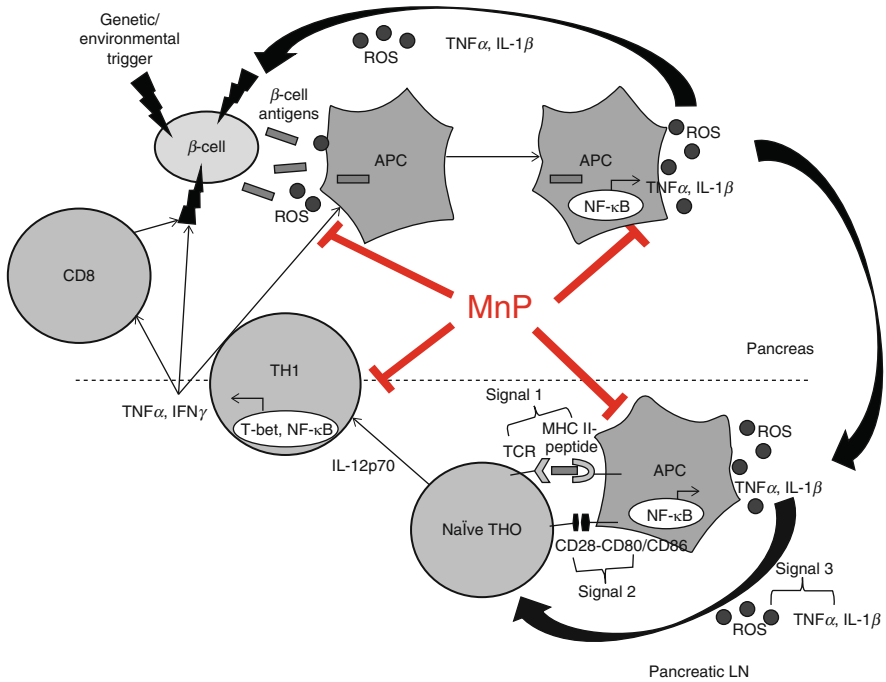 Genetic/
environmental
trigger
ROS
TNFα, IL-1β
β-cell
β-cell
antigens
ROS
APC
APC
NF-κB
ROS
TNFα, IL-1β
CD8
MnP
Pancreas
TH1
T-bet, NF-κB
TNFα, IFNγ
IL-12p70
Signal 1
TCR
MHC II-
peptide
APC
NF-κB
ROS
TNFα, IL-1β
NaÏve THO
CD28-CD80/CD86
Signal 2
Signal 3
ROS
TNFα, IL-1β
Pancreatic LN